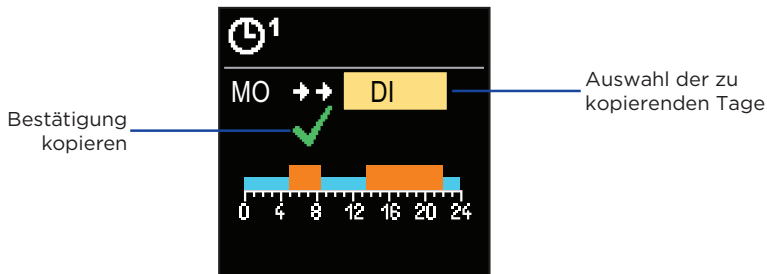 1
MO DI
Bestätigung
kopieren
Auswahl der zu
kopierenden Tage
0 4 8 12 16 20 24